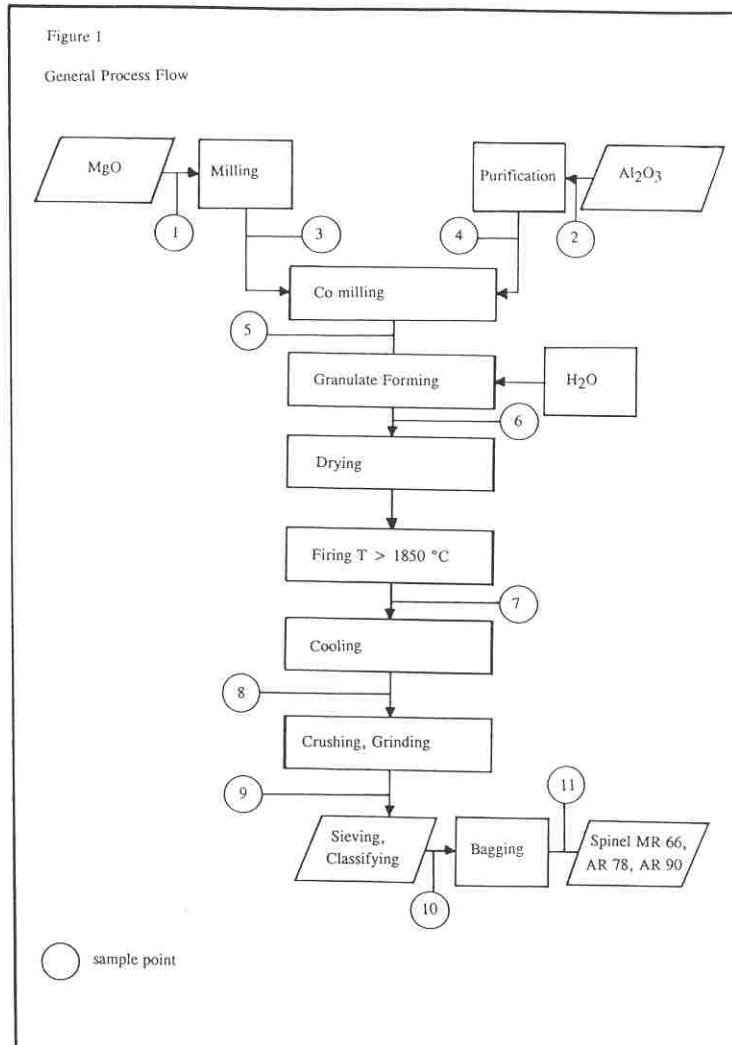 Figure 1
General Process Flow
MgO
Milling
Purification
Al₂O₃
1
3
4
2
Co milling
5
Granulate Forming
H₂O
6
Drying
Firing T > 1850 °C
7
Cooling
8
Crushing, Grinding
9
11
Sieving,
Classifying
Bagging
Spinel MR 66,
AR 78, AR 90
10
sample point